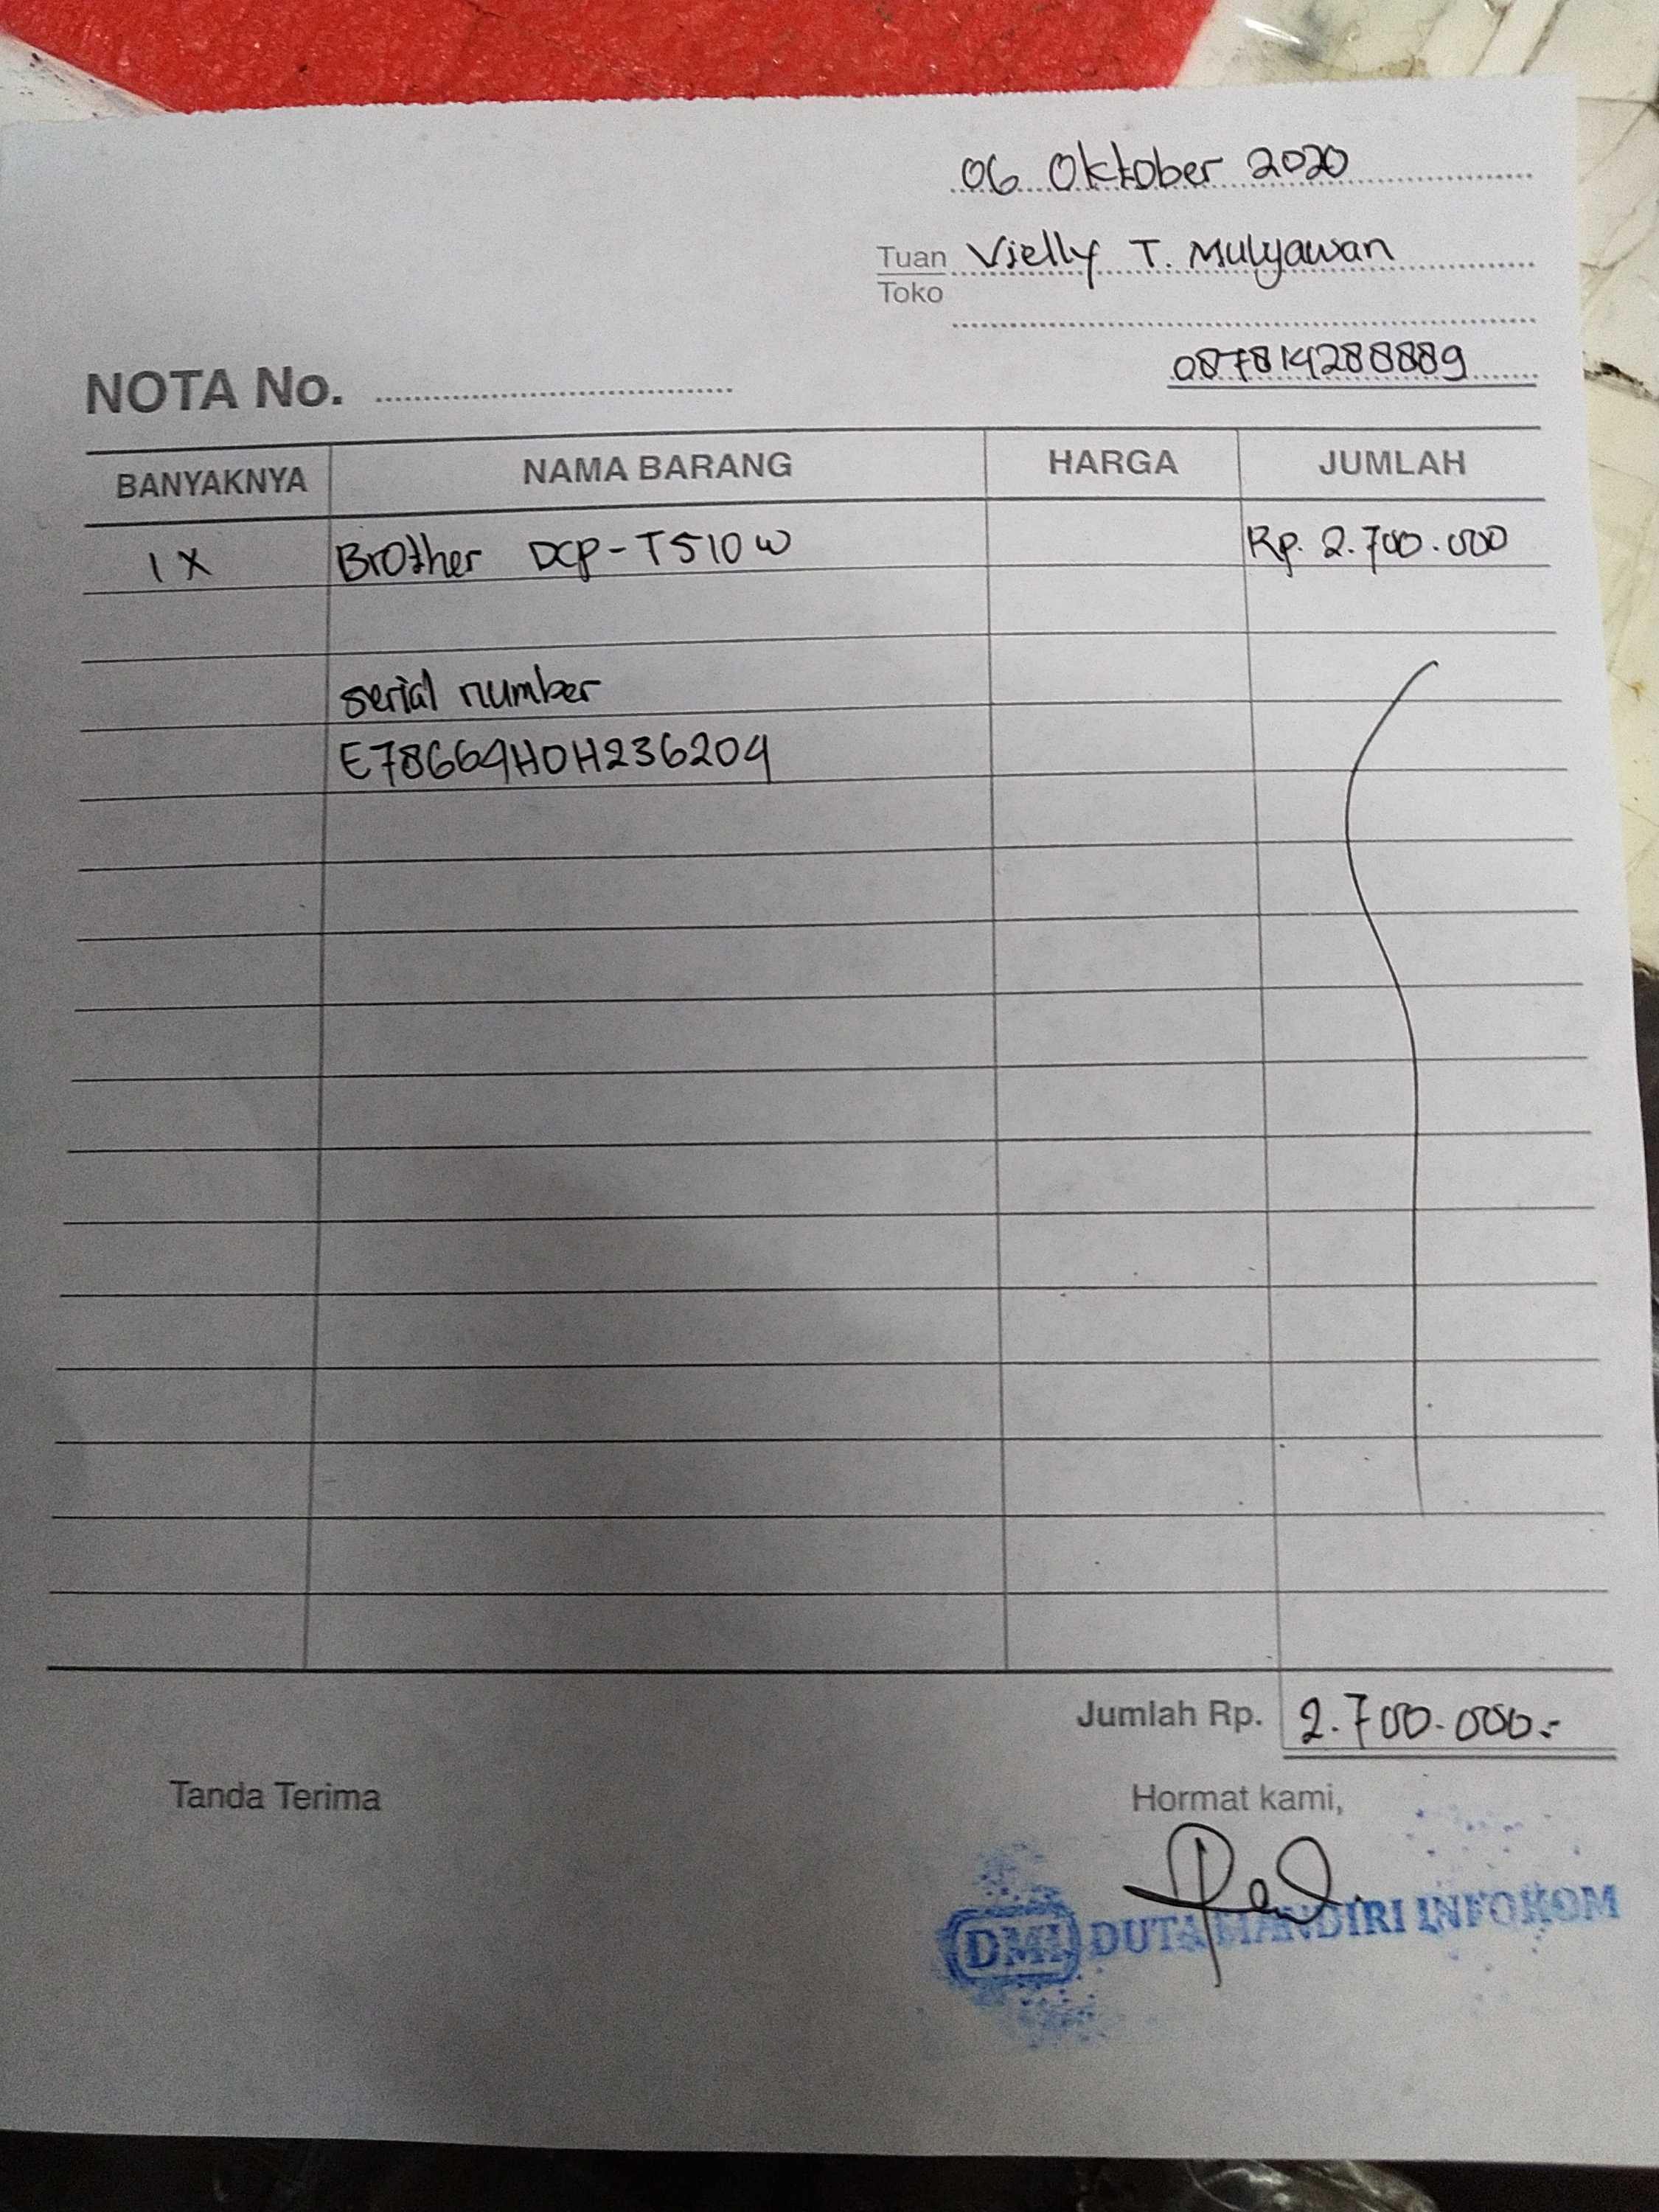 06 Oktober 2020
Tuan Vielly T. Mulyawan
Toko
087814288889
NOTA No.
BANYAKNYA NAMA BARANG HARGA JUMLAH
1 X Brother DCP-T510W Rp. 2.700.000
serial number
E78664H0H236204
Jumlah Rp. 2.700.000.-
Tanda Terima Hormat kami,
DMI DUTA MANDIRI INFOKOM